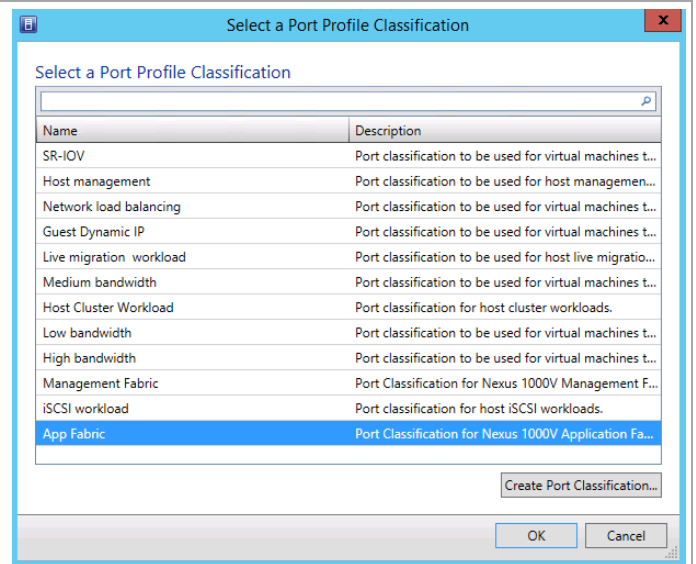 Select a Port Profile Classification
x
Select a Port Profile Classification
Name Description
SR-IOV Port classification to be used for virtual machines t...
Host management Port classification to be used for host managemen...
Network load balancing Port classification to be used for virtual machines t...
Guest Dynamic IP Port classification to be used for virtual machines t...
Live migration  workload Port classification to be used for host live migratio...
Medium bandwidth Port classification to be used for virtual machines t...
Host Cluster Workload Port classification for host cluster workloads.
Low bandwidth Port classification to be used for virtual machines t...
High bandwidth Port classification to be used for virtual machines t...
Management Fabric Port Classification for Nexus 1000V Management F...
iSCSI workload Port classification for host iSCSI workloads.
App Fabric Port Classification for Nexus 1000V Application Fa...
Create Port Classification...
OK Cancel